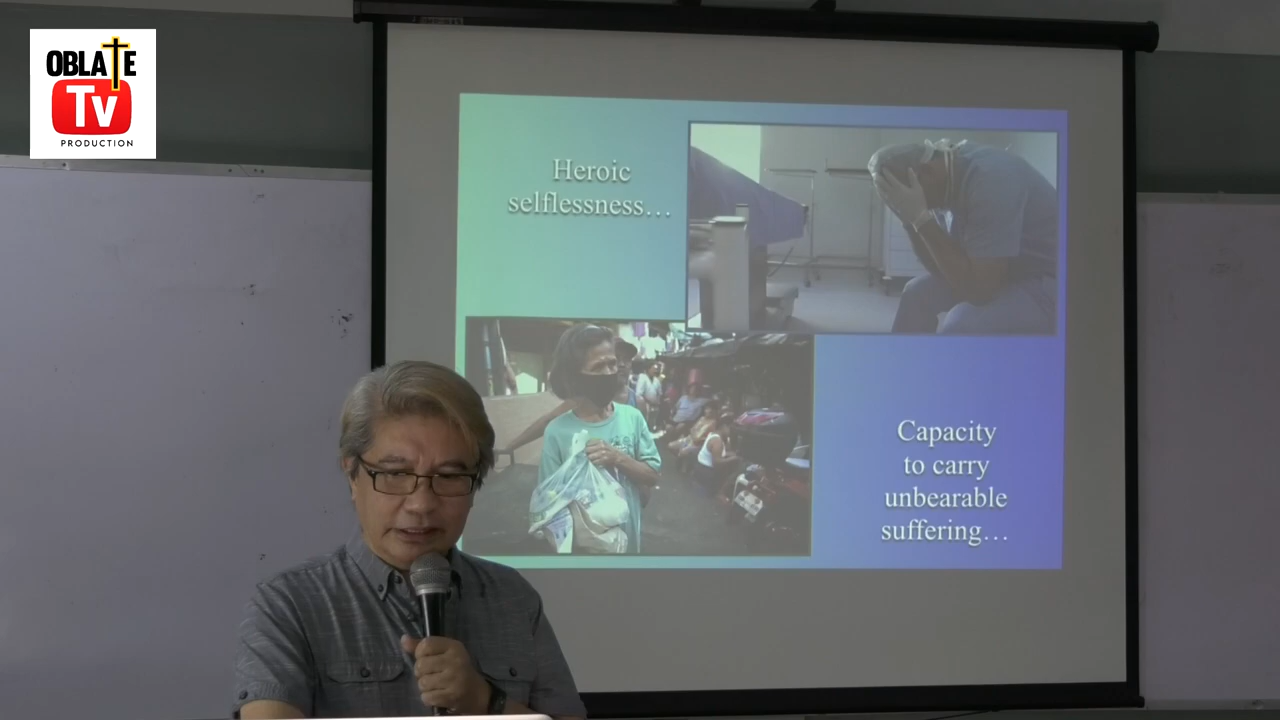 OBLATE
Tv
PRODUCTION
Heroic
selflessness…
Capacity
to carry
unbearable
suffering…